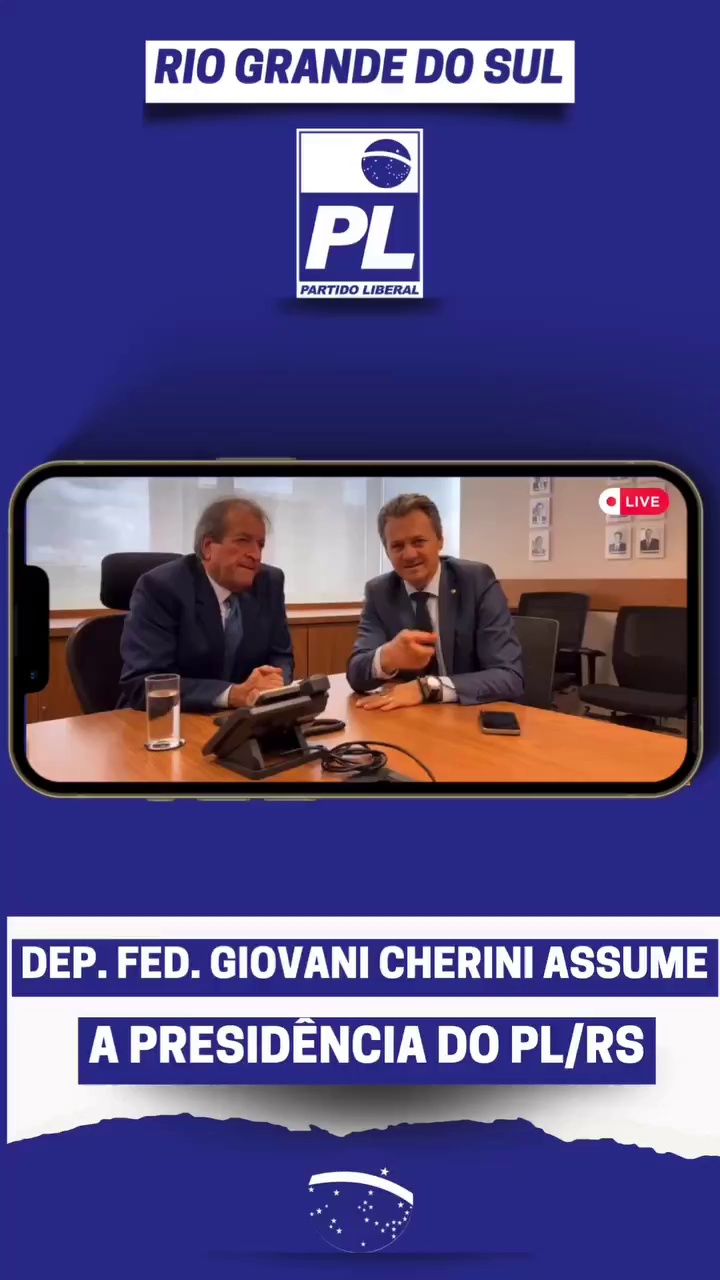 RIO GRANDE DO SUL
PL
PARTIDO LIBERAL
LIVE
DEP. FED. GIOVANI CHERINI ASSUME
A PRESIDÊNCIA DO PL/RS